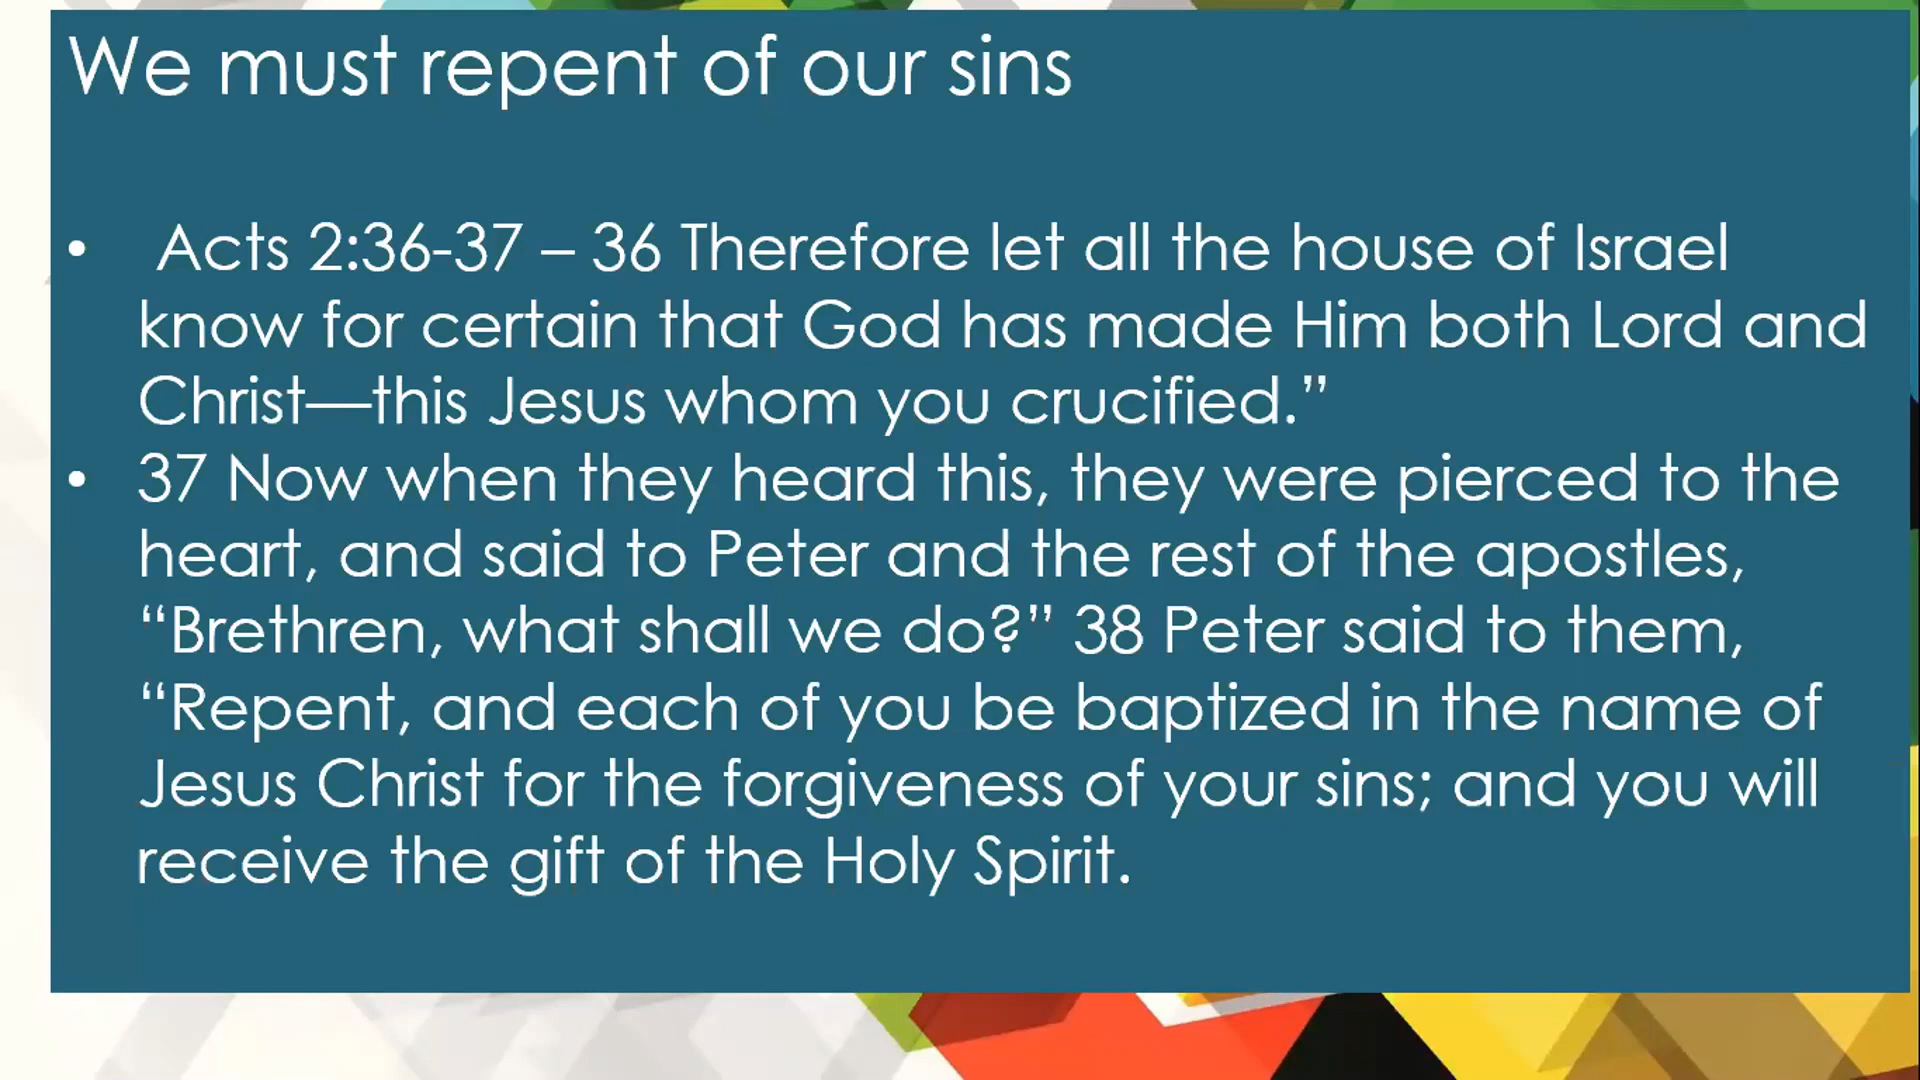 We must repent of our sins
• Acts 2:36-37 – 36 Therefore let all the house of Israel
know for certain that God has made Him both Lord and
Christ—this Jesus whom you crucified.”
• 37 Now when they heard this, they were pierced to the
heart, and said to Peter and the rest of the apostles,
“Brethren, what shall we do?” 38 Peter said to them,
“Repent, and each of you be baptized in the name of
Jesus Christ for the forgiveness of your sins; and you will
receive the gift of the Holy Spirit.